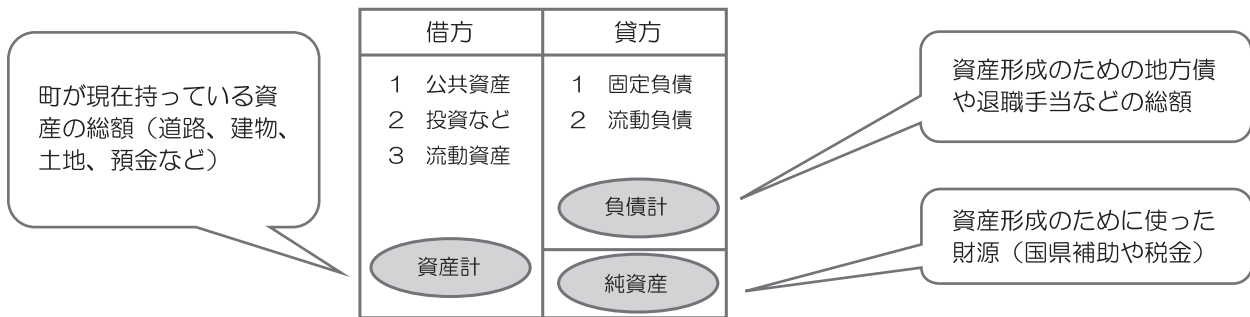 町が現在持っている資
産の総額（道路、建物、
土地、預金など）
借方
1 公共資産
2 投資など
3 流動資産
資産計
貸方
1 固定負債
2 流動負債
負債計
純資産
資産形成のための地方債
や退職手当などの総額
資産形成のために使った
財源（国県補助や税金）